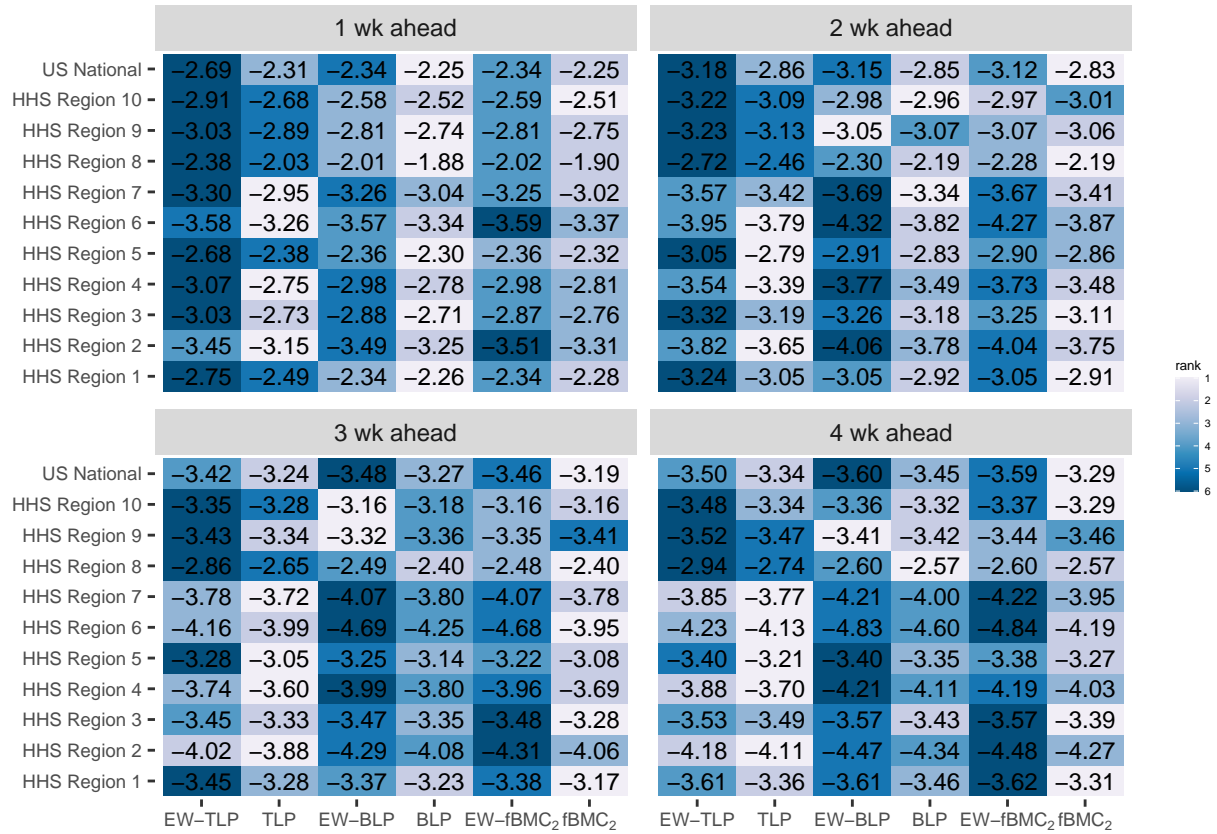 1 wk ahead 2 wk ahead
US National −2.69 −2.31 −2.34 −2.25 −2.34 −2.25 −3.18 −2.86 −3.15 −2.85 −3.12 −2.83
HHS Region 10 −2.91 −2.68 −2.58 −2.52 −2.59 −2.51 −3.22 −3.09 −2.98 −2.96 −2.97 −3.01
HHS Region 9 −3.03 −2.89 −2.81 −2.74 −2.81 −2.75 −3.23 −3.13 −3.05 −3.07 −3.07 −3.06
HHS Region 8 −2.38 −2.03 −2.01 −1.88 −2.02 −1.90 −2.72 −2.46 −2.30 −2.19 −2.28 −2.19
HHS Region 7 −3.30 −2.95 −3.26 −3.04 −3.25 −3.02 −3.57 −3.42 −3.69 −3.34 −3.67 −3.41
HHS Region 6 −3.58 −3.26 −3.57 −3.34 −3.59 −3.37 −3.95 −3.79 −4.32 −3.82 −4.27 −3.87
HHS Region 5 −2.68 −2.38 −2.36 −2.30 −2.36 −2.32 −3.05 −2.79 −2.91 −2.83 −2.90 −2.86
HHS Region 4 −3.07 −2.75 −2.98 −2.78 −2.98 −2.81 −3.54 −3.39 −3.77 −3.49 −3.73 −3.48
HHS Region 3 −3.03 −2.73 −2.88 −2.71 −2.87 −2.76 −3.32 −3.19 −3.26 −3.18 −3.25 −3.11
HHS Region 2 −3.45 −3.15 −3.49 −3.25 −3.51 −3.31 −3.82 −3.65 −4.06 −3.78 −4.04 −3.75
HHS Region 1 −2.75 −2.49 −2.34 −2.26 −2.34 −2.28 −3.24 −3.05 −3.05 −2.92 −3.05 −2.91
rank
1
2
3
4
5
6
3 wk ahead 4 wk ahead
US National −3.42 −3.24 −3.48 −3.27 −3.46 −3.19 −3.50 −3.34 −3.60 −3.45 −3.59 −3.29
HHS Region 10 −3.35 −3.28 −3.16 −3.18 −3.16 −3.16 −3.48 −3.34 −3.36 −3.32 −3.37 −3.29
HHS Region 9 −3.43 −3.34 −3.32 −3.36 −3.35 −3.41 −3.52 −3.47 −3.41 −3.42 −3.44 −3.46
HHS Region 8 −2.86 −2.65 −2.49 −2.40 −2.48 −2.40 −2.94 −2.74 −2.60 −2.57 −2.60 −2.57
HHS Region 7 −3.78 −3.72 −4.07 −3.80 −4.07 −3.78 −3.85 −3.77 −4.21 −4.00 −4.22 −3.95
HHS Region 6 −4.16 −3.99 −4.69 −4.25 −4.68 −3.95 −4.23 −4.13 −4.83 −4.60 −4.84 −4.19
HHS Region 5 −3.28 −3.05 −3.25 −3.14 −3.22 −3.08 −3.40 −3.21 −3.40 −3.35 −3.38 −3.27
HHS Region 4 −3.74 −3.60 −3.99 −3.80 −3.96 −3.69 −3.88 −3.70 −4.21 −4.11 −4.19 −4.03
HHS Region 3 −3.45 −3.33 −3.47 −3.35 −3.48 −3.28 −3.53 −3.49 −3.57 −3.43 −3.57 −3.39
HHS Region 2 −4.02 −3.88 −4.29 −4.08 −4.31 −4.06 −4.18 −4.11 −4.47 −4.34 −4.48 −4.27
HHS Region 1 −3.45 −3.28 −3.37 −3.23 −3.38 −3.17 −3.61 −3.36 −3.61 −3.46 −3.62 −3.31
EW−TLP TLP EW−BLP BLP EW−fBMC₂ fBMC₂ EW−TLP TLP EW−BLP BLP EW−fBMC₂ fBMC₂